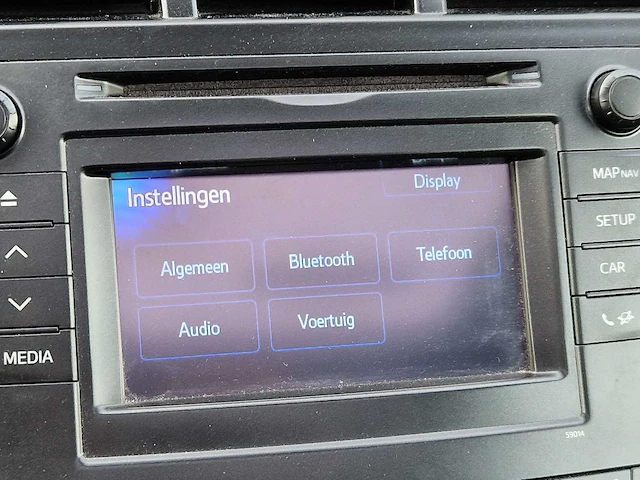 Instellingen
Display
Algemeen
Bluetooth
Telefoon
Audio
Voertuig
MEDIA
MAP NAV
SETUP
CAR
59014